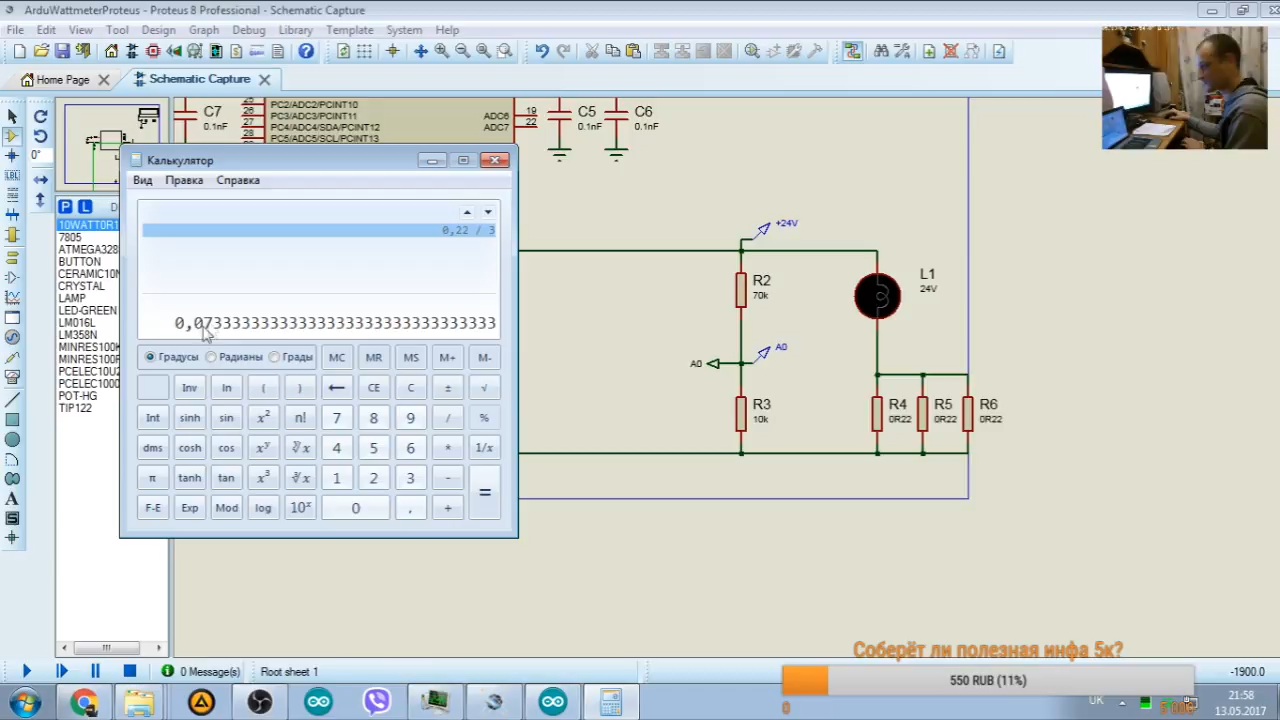 ArduWattmeterProteus - Proteus 8 Professional - Schematic Capture
File Edit View Tool Design Graph Debug Library Template System Help
Home Page
Schematic Capture
0°
P L
10WATT0R1
7805
ATMEGA328
BUTTON
CERAMIC10N
CRYSTAL
LAMP
LED-GREEN
LM016L
LM358N
MINRES100K
MINRES100R
PCELEC10U2
PCELEC1000
POT-HG
TIP122
C7
0.1nF
26
27
28
PC2/ADC2/PCINT10
PC3/ADC3/PCINT11
PC4/ADC4/SDA/PCINT12
PC5/ADC5/SCL/PCINT13
ADC6
ADC7
19
22
C5
0.1nF
C6
0.1nF
Калькулятор
Вид Правка Справка
0,22 / 3
0,07333333333333333333333333333333
Градусы Радианы Грады MC MR MS M+ M-
Inv ln ( ) ← CE C ± √
Int sinh sin x² n! 7 8 9 / %
dms cosh cos xʸ ʸ√x 4 5 6 * 1/x
π tanh tan x³ ³√x 1 2 3 - =
F-E Exp Mod log 10ˣ 0 , +
+24V
R2
70k
L1
24V
A0
A0
R3
10k
R4
0R22
R5
0R22
R6
0R22
Соберёт ли полезная инфа 5к?
550 RUB (11%)
0
0 Message(s)
Root sheet 1
-1900.0
UK
21:58
13.05.2017